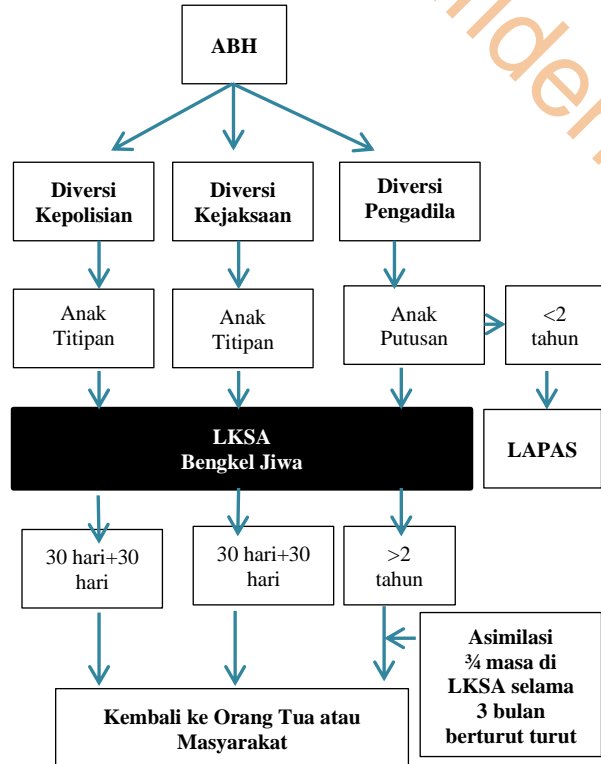 ABH
Diversi
Kepolisian
Diversi
Kejaksaan
Diversi
Pengadila
Anak
Titipan
Anak
Titipan
Anak
Putusan
<2
tahun
LKSA
Bengkel Jiwa
LAPAS
30 hari+30
hari
30 hari+30
hari
>2
tahun
Asimilasi
¾ masa di
LKSA selama
3 bulan
berturut turut
Kembali ke Orang Tua atau
Masyarakat